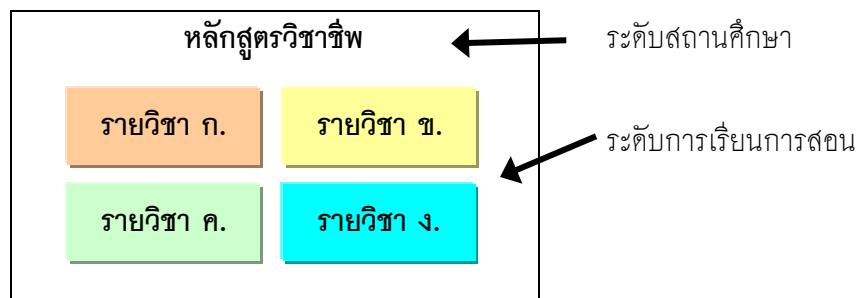 หลักสูตรวิชาชีพ
ระดับสถานศึกษา
รายวิชา ก.
รายวิชา ข.
ระดับการเรียนการสอน
รายวิชา ค.
รายวิชา ง.